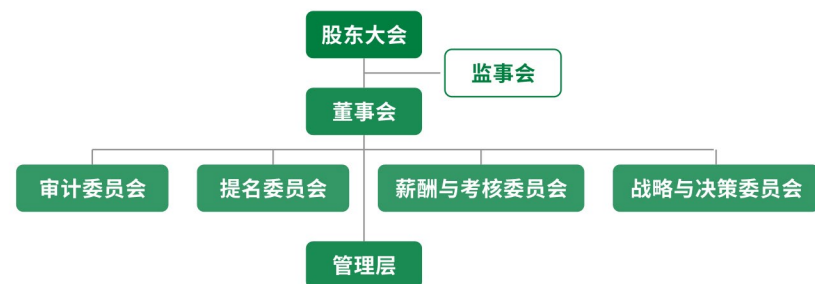 股东大会
监事会
董事会
审计委员会
提名委员会
薪酬与考核委员会
战略与决策委员会
管理层